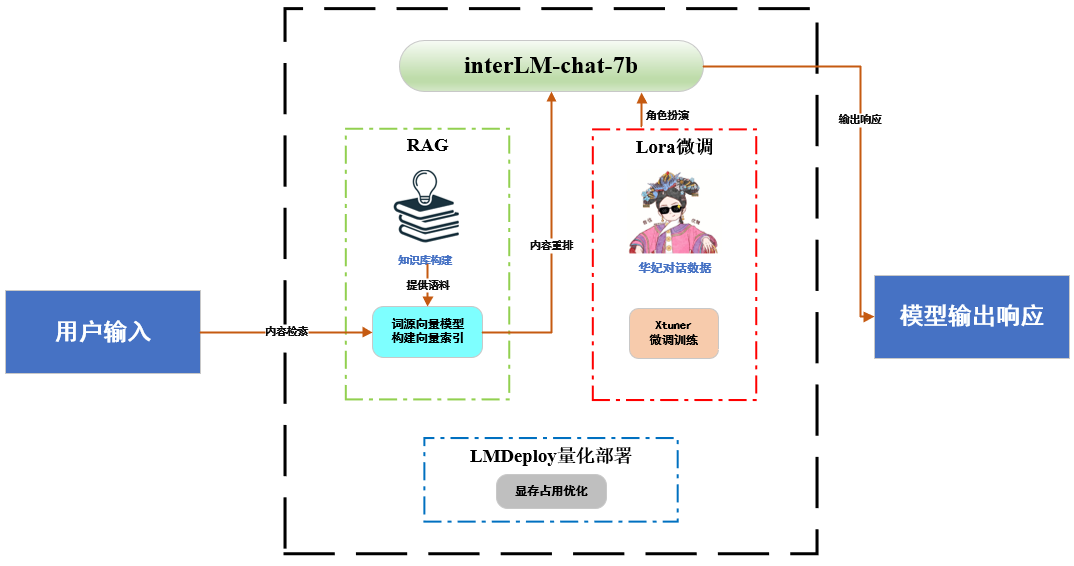 interLM-chat-7b
角色扮演
输出响应
RAG
Lora微调
内容重排
知识库构建
华妃对话数据
提供语料
用户输入
内容检索
词源向量模型
构建向量索引
Xtuner
微调训练
模型输出响应
LMDeploy量化部署
显存占用优化